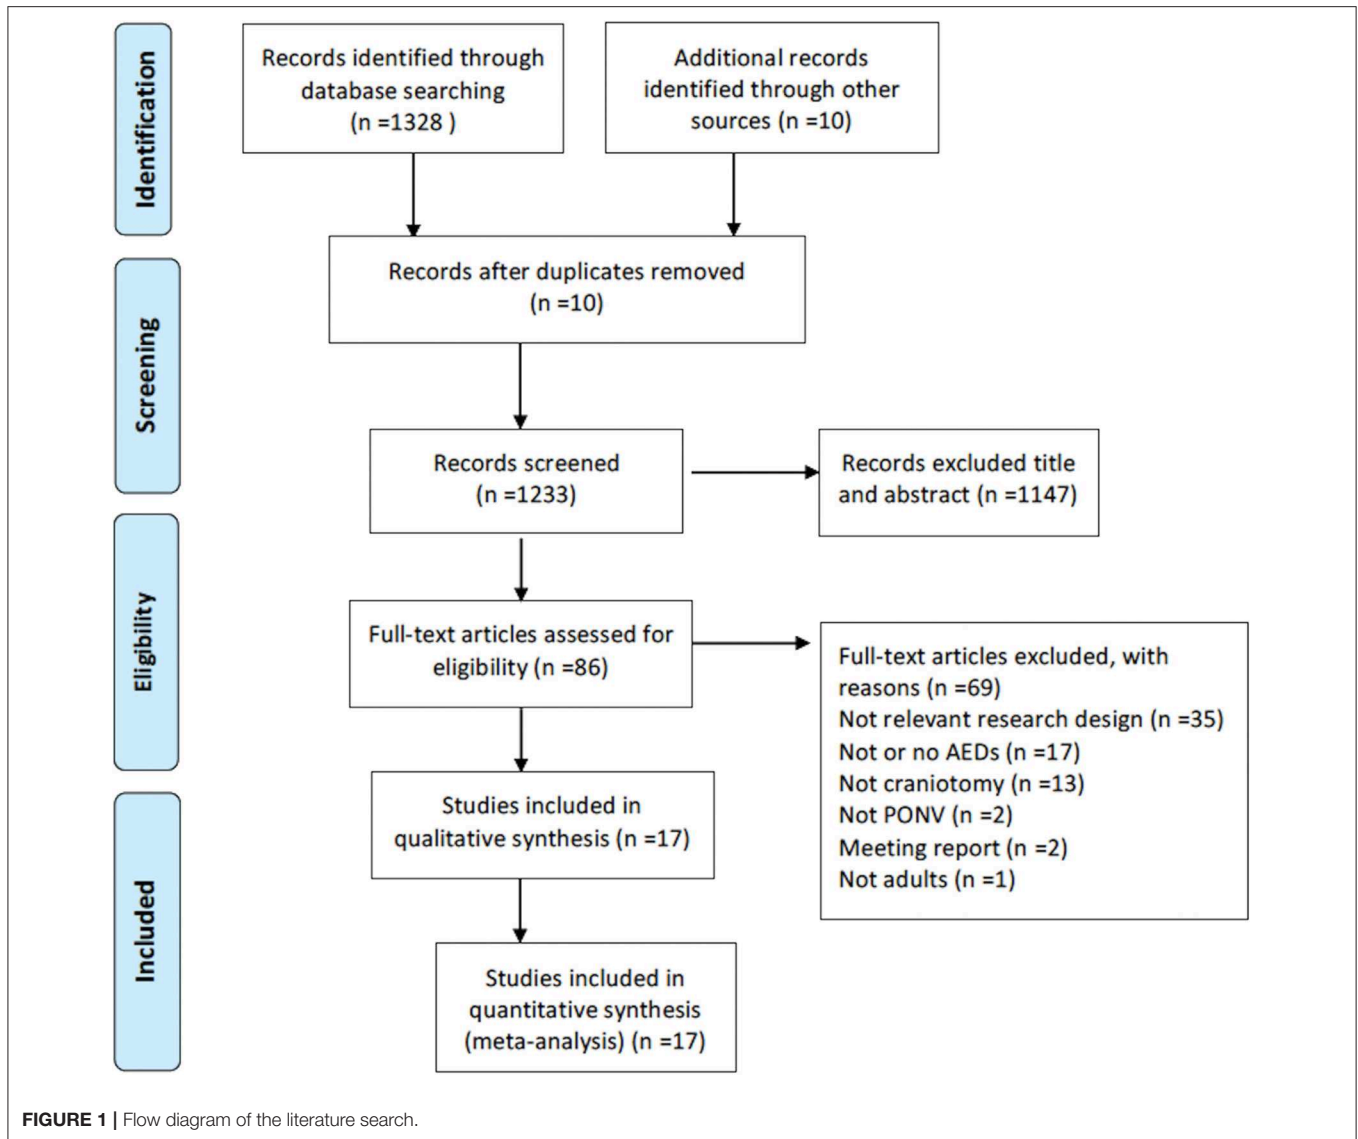 Identification
Records identified through
database searching
(n =1328 )
Additional records
identified through other
sources (n =10)
Records after duplicates removed
(n =10)
Screening
Records screened
(n =1233)
Records excluded title
and abstract (n =1147)
Eligibility
Full-text articles assessed for
eligibility (n =86)
Full-text articles excluded, with
reasons (n =69)
Not relevant research design (n =35)
Not or no AEDs (n =17)
Not craniotomy (n =13)
Not PONV (n =2)
Meeting report (n =2)
Not adults (n =1)
Included
Studies included in
qualitative synthesis (n =17)
Studies included in
quantitative synthesis
(meta-analysis) (n =17)
FIGURE 1 | Flow diagram of the literature search.